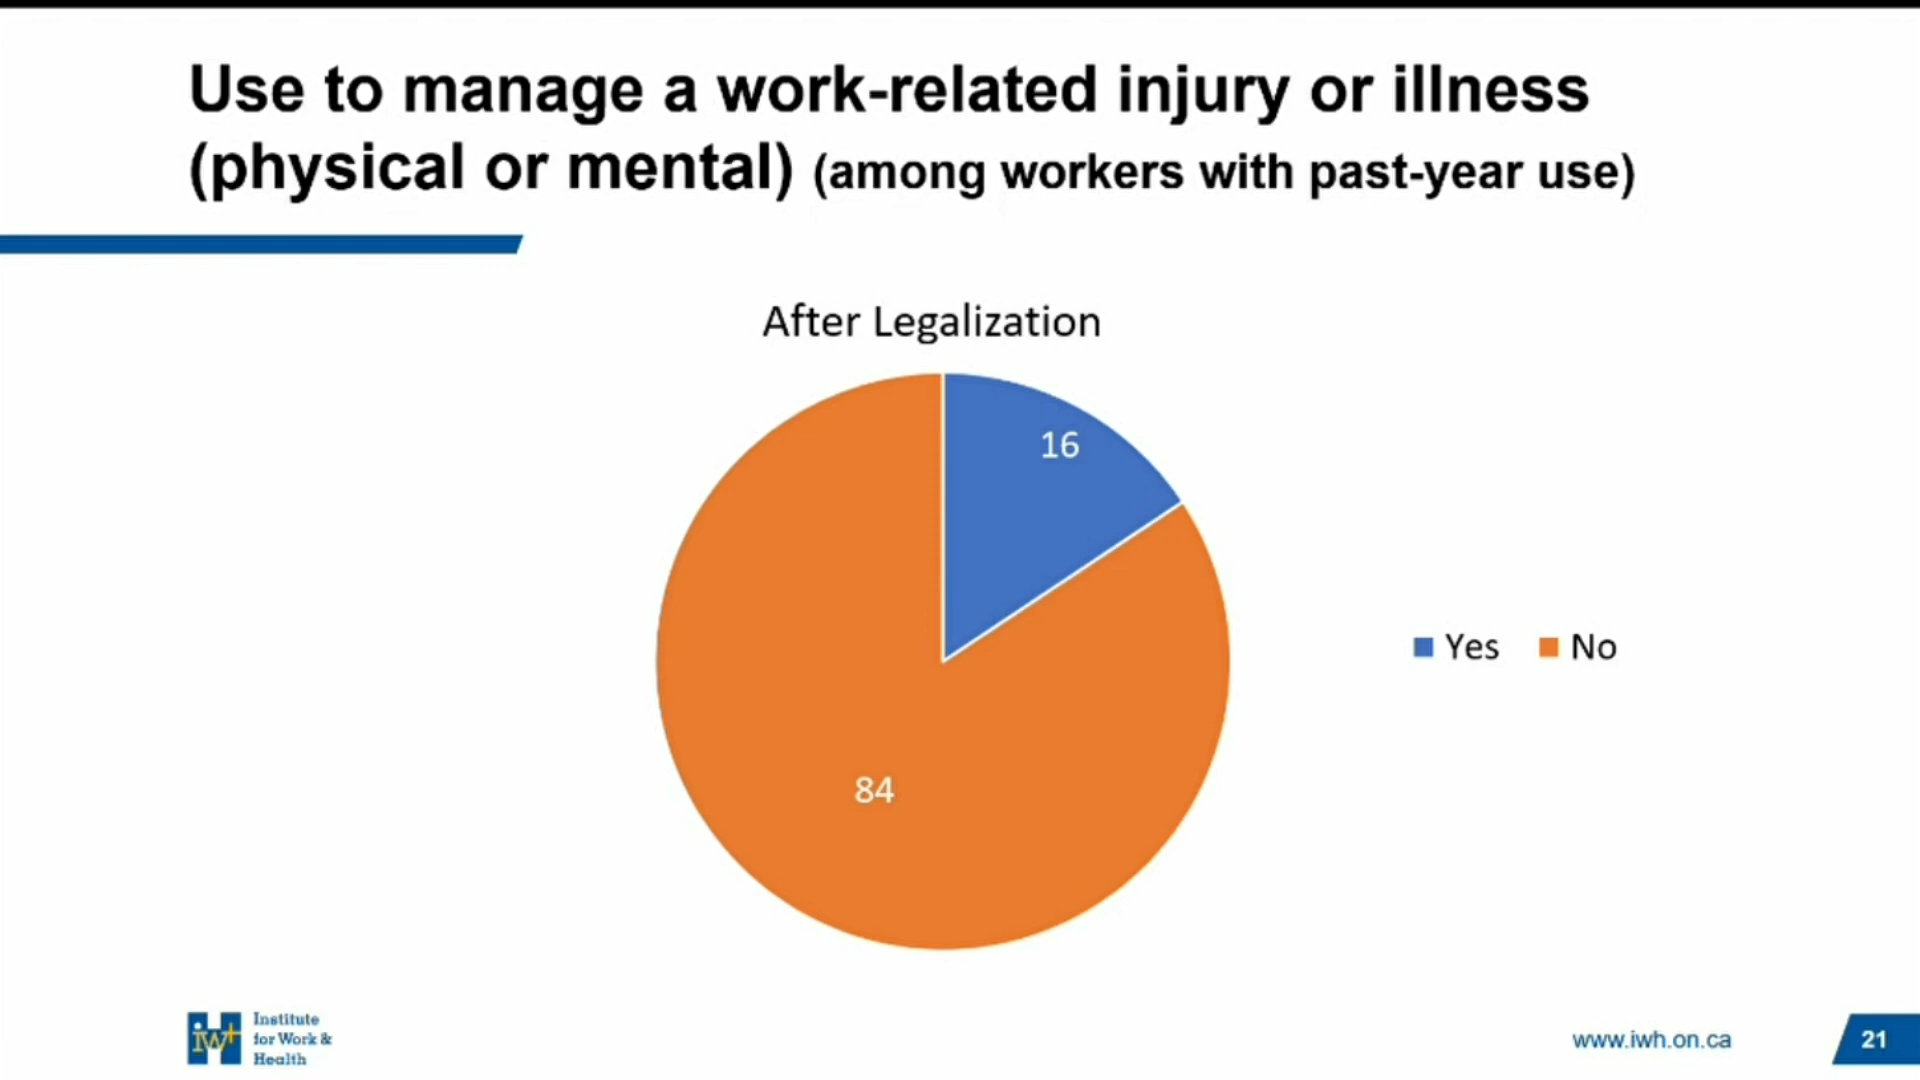 Use to manage a work-related injury or illness
(physical or mental) (among workers with past-year use)
After Legalization
16
84
Yes No
iw+ Institute
for Work &
Health
www.iwh.on.ca
21